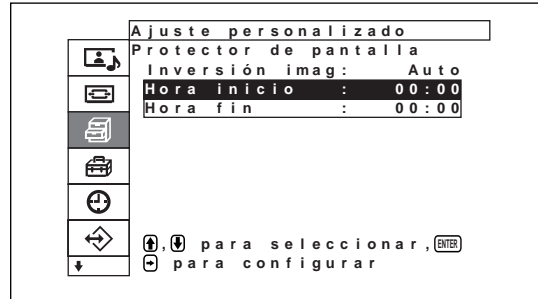 Ajuste personalizado
Protector de pantalla
Inversión imag: Auto
Hora inicio : 00:00
Hora fin : 00:00
, para seleccionar, ENTER
para configurar